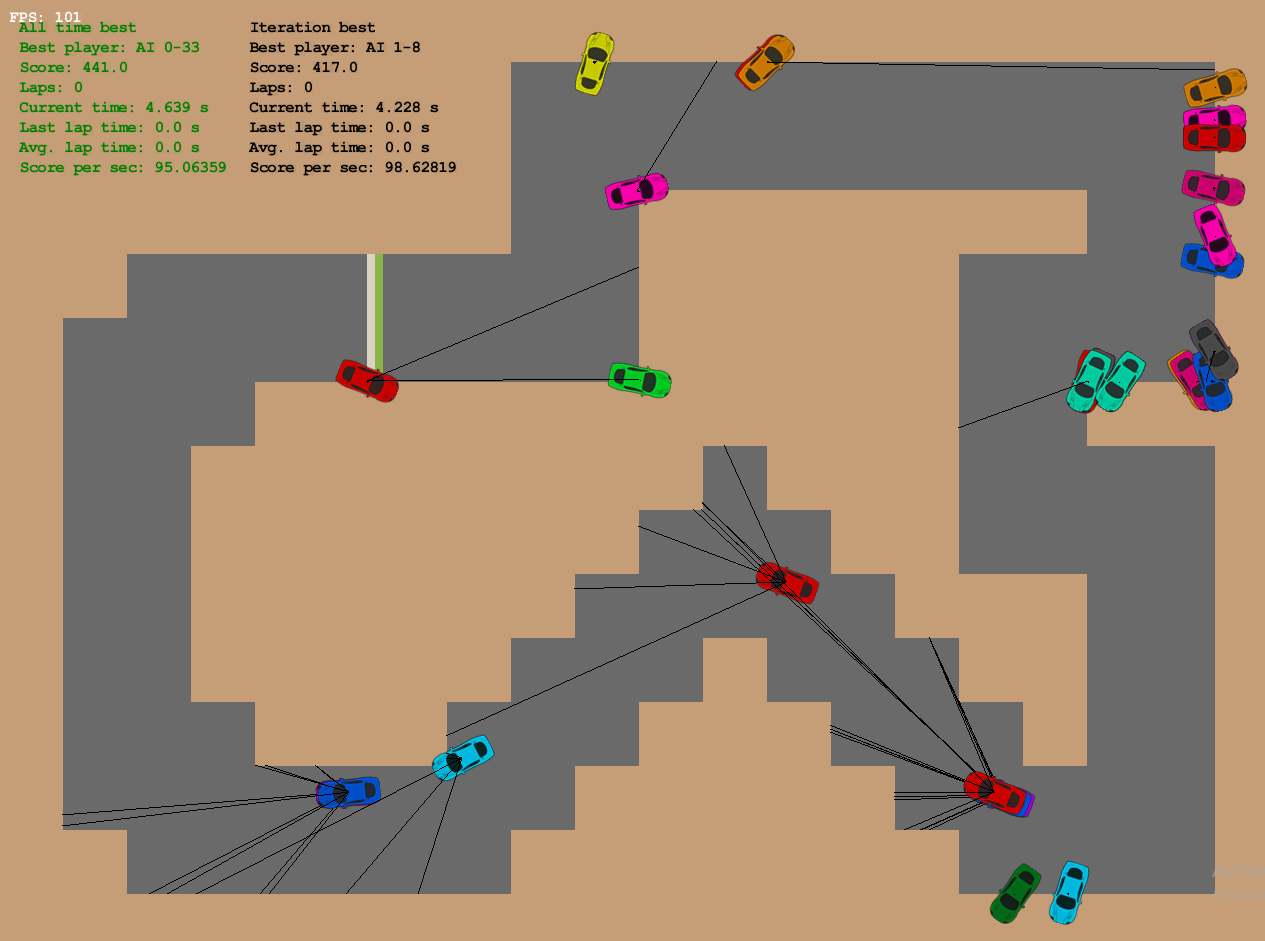 FPS: 101
All time best
Best player: AI 0-33
Score: 441.0
Laps: 0
Current time: 4.639 s
Last lap time: 0.0 s
Avg. lap time: 0.0 s
Score per sec: 95.06359
Iteration best
Best player: AI 1-8
Score: 417.0
Laps: 0
Current time: 4.228 s
Last lap time: 0.0 s
Avg. lap time: 0.0 s
Score per sec: 98.62819